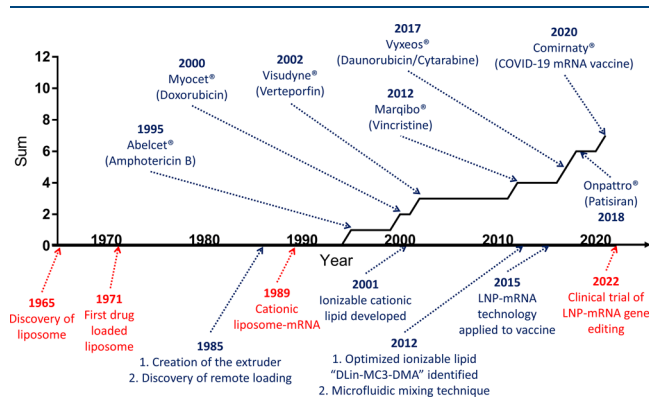 2017
Vyxeos®
(Daunorubicin/Cytarabine)
2020
Comirnaty®
(COVID-19 mRNA vaccine)
2000
Myocet®
(Doxorubicin)
2002
Visudyne®
(Verteporfin)
2012
Marqibo®
(Vincristine)
1995
Abelcet®
(Amphotericin B)
Onpattro®
(Patisiran)
2018
Sum
12
10
8
6
4
2
0
1970
1980
1990
2000
2010
2020
Year
1965
Discovery of
liposome
1971
First drug
loaded
liposome
1989
Cationic
liposome-mRNA
2001
Ionizable cationic
lipid developed
2015
LNP-mRNA
technology
applied to vaccine
2022
Clinical trial of
LNP-mRNA gene
editing
1985
1. Creation of the extruder
2. Discovery of remote loading
2012
1. Optimized ionizable lipid
"DLin-MC3-DMA" identified
2. Microfluidic mixing technique